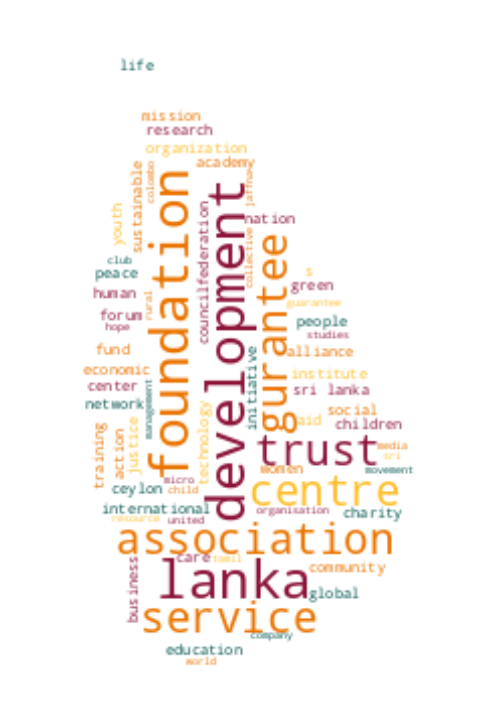 life
mission
research
organization
academy
sustainable
colombo
foundation
development
jaffna
youth
councilfederation
nation
collective
gurantee
club
peace
s
green
human
rural
guarantee
forum
hope
people
studies
fund
initiative
alliance
economic
institute
center
management
sri lanka
network
technology
aid
social
children
training
action
justice
trust
media
sri
women
movement
micro
ceylon
child
centre
international
organisation
charity
resource
united
association
care
tamil
business
lanka
community
global
service
company
education
world